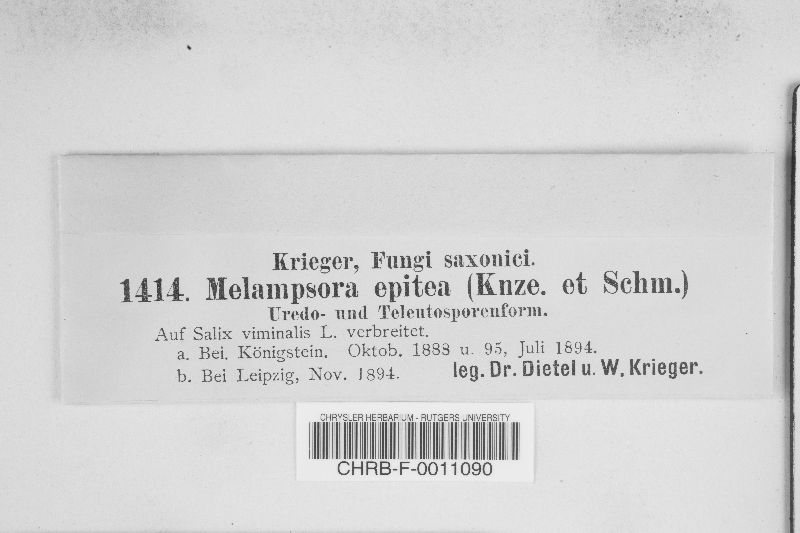 Krieger, Fungi saxonici.
1414. Melampsora epitea (Knze. et Schm.)
Uredo- und Teleutosporenform.
Auf Salix viminalis L. verbreitet.
a. Bei. Königstein. Oktob. 1888 u. 95, Juli 1894.
b. Bei Leipzig, Nov. 1894. leg. Dr. Dietel u. W. Krieger.
CHRYSLER HERBARIUM - RUTGERS UNIVERSITY
CHRB-F-0011090